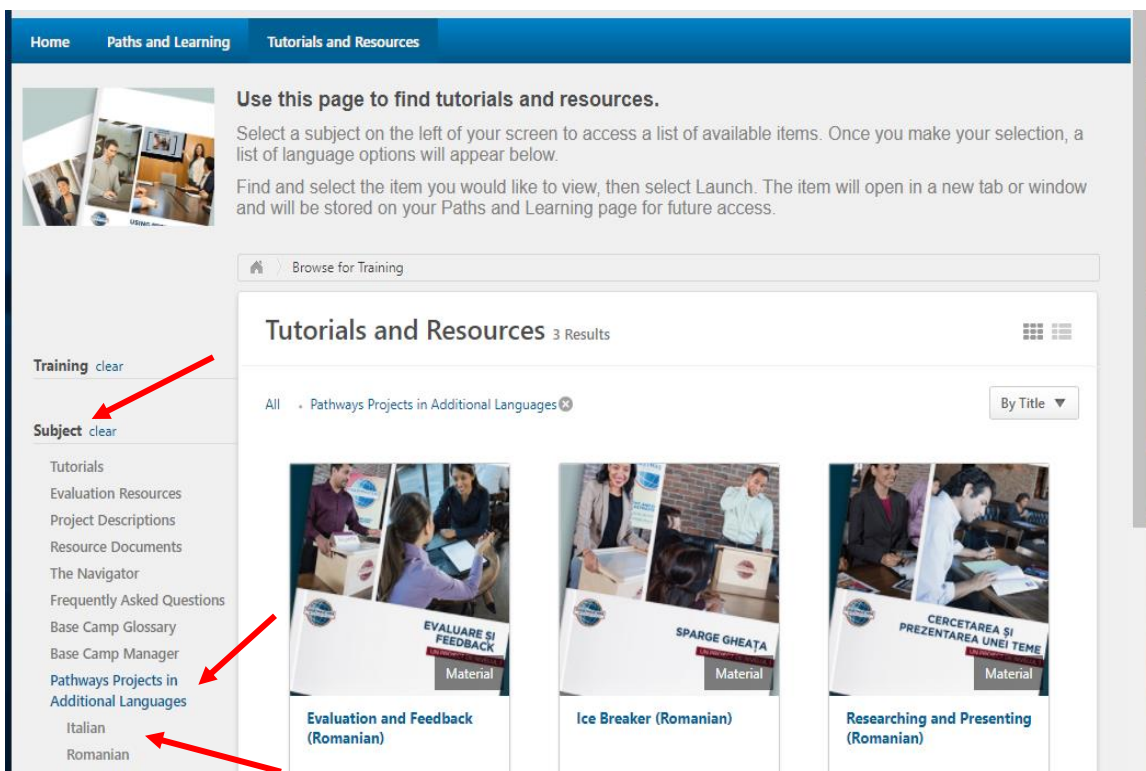 Home Paths and Learning Tutorials and Resources
Use this page to find tutorials and resources.
Select a subject on the left of your screen to access a list of available items. Once you make your selection, a
list of language options will appear below.
Find and select the item you would like to view, then select Launch. The item will open in a new tab or window
and will be stored on your Paths and Learning page for future access.
Browse for Training
Training clear
Subject clear
Tutorials
Evaluation Resources
Project Descriptions
Resource Documents
The Navigator
Frequently Asked Questions
Base Camp Glossary
Base Camp Manager
Pathways Projects in
Additional Languages
Italian
Romanian
Tutorials and Resources 3 Results
All • Pathways Projects in Additional Languages
By Title
EVALUARE ȘI
FEEDBACK
Material
Evaluation and Feedback
(Romanian)
SPARGE GHEAȚA
Material
Ice Breaker (Romanian)
CERCETAREA ȘI
PREZENTAREA UNEI TEME
Material
Researching and Presenting
(Romanian)